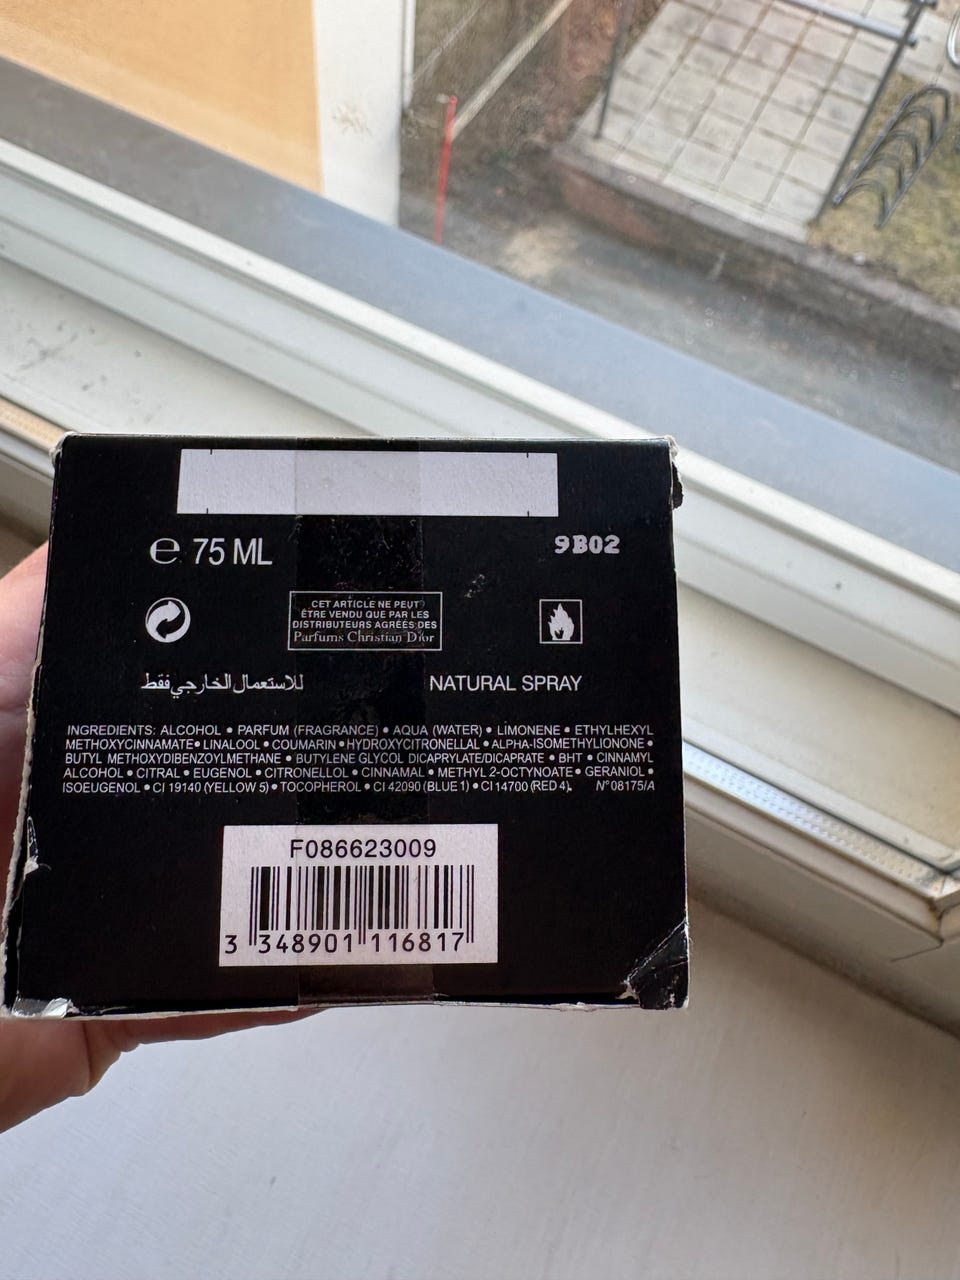 ℮ 75 ML
9B02
CET ARTICLE NE PEUT
ÊTRE VENDU QUE PAR LES
DISTRIBUTEURS AGRÉÉS DES
Parfums Christian Dior
للاستعمال الخارجي فقط
NATURAL SPRAY
INGREDIENTS: ALCOHOL • PARFUM (FRAGRANCE) • AQUA (WATER) • LIMONENE • ETHYLHEXYL
METHOXYCINNAMATE • LINALOOL • COUMARIN • HYDROXYCITRONELLAL • ALPHA-ISOMETHYL IONONE •
BUTYL METHOXYDIBENZOYLMETHANE • BUTYLENE GLYCOL DICAPRYLATE/DICAPRATE • BHT • CINNAMYL
ALCOHOL • CITRAL • EUGENOL • CITRONELLOL • CINNAMAL • METHYL 2-OCTYNOATE • GERANIOL •
ISOEUGENOL • CI 19140 (YELLOW 5) • TOCOPHEROL • CI 42090 (BLUE 1) • CI 14700 (RED 4). N°08175/A
F086623009
3 348901 116817